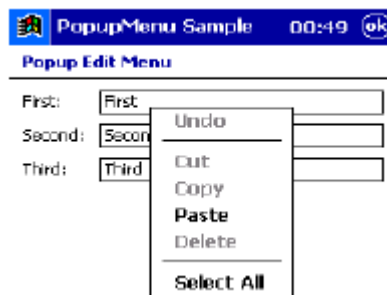 PopupMenu Sample 00:49 ok
Popup Edit Menu
First: First
Second: Secon
Third: Third
Undo
Cut
Copy
Paste
Delete
Select All